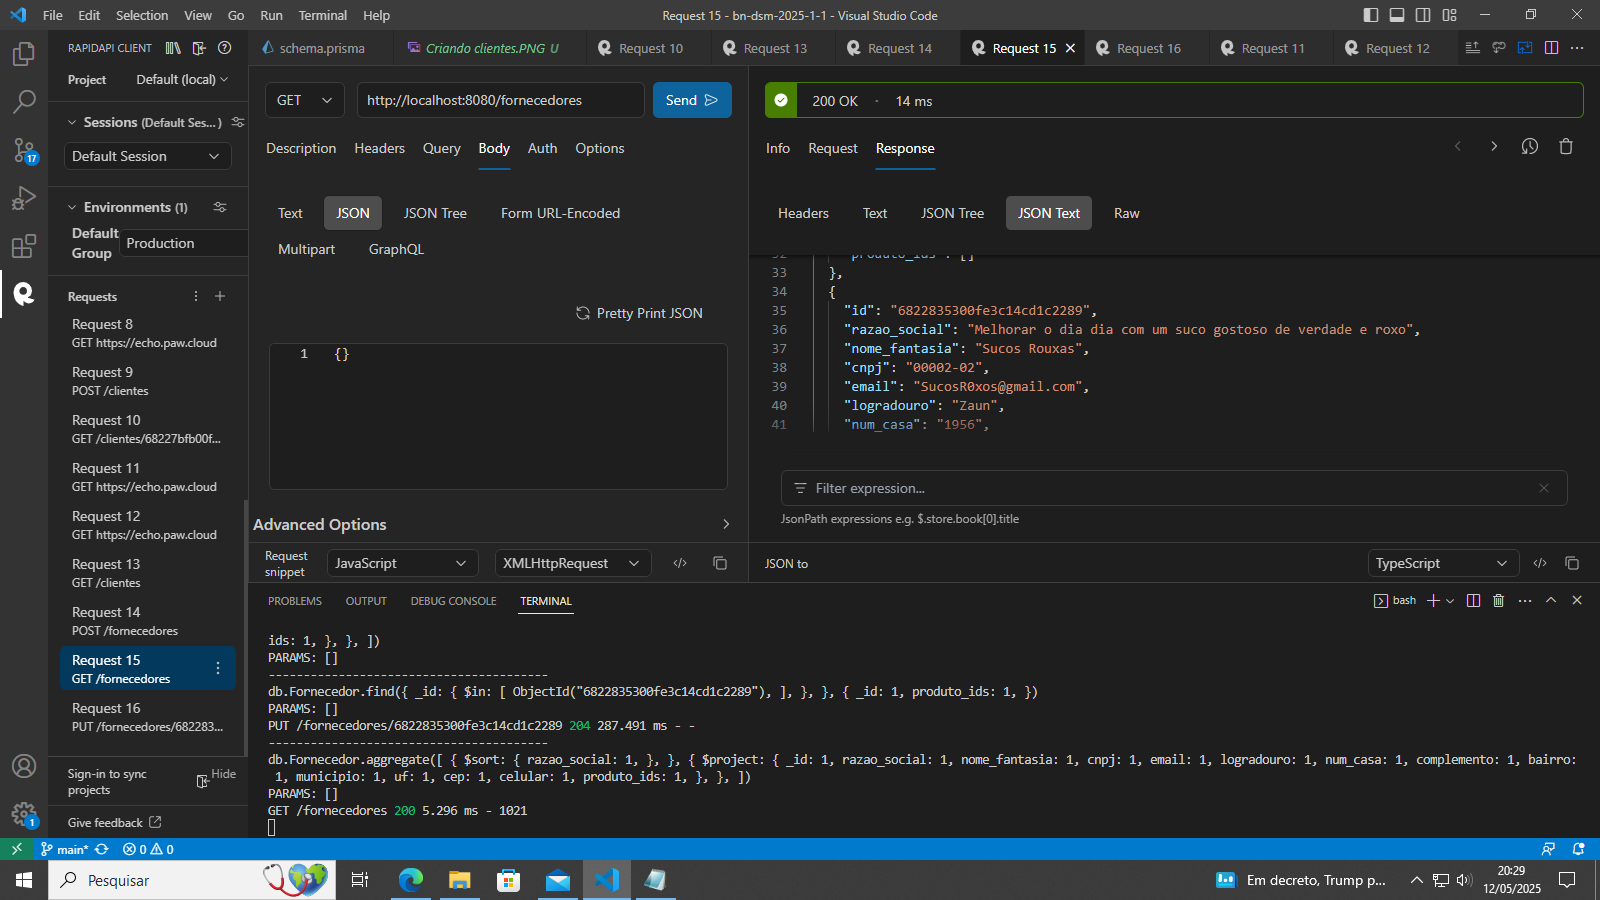 File Edit Selection View Go Run Terminal Help
Request 15 - bn-dsm-2025-1-1 - Visual Studio Code
RAPIDAPI CLIENT
schema.prisma
Criando clientes.PNG U
Request 10
Request 13
Request 14
Request 15
Request 16
Request 11
Request 12
Project
Default (local)
Sessions (Default Ses... )
Default Session
Environments (1)
Default Group
Production
Requests
Request 8
GET https://echo.paw.cloud
Request 9
POST /clientes
Request 10
GET /clientes/68227bfb00f...
Request 11
GET https://echo.paw.cloud
Request 12
GET https://echo.paw.cloud
Request 13
GET /clientes
Request 14
POST /fornecedores
Request 15
GET /fornecedores
Request 16
PUT /fornecedores/682283...
Sign-in to sync
projects
Hide
Give feedback
17
1
GET
http://localhost:8080/fornecedores
Send
Description Headers Query Body Auth Options
Text JSON JSON Tree Form URL-Encoded
Multipart GraphQL
Pretty Print JSON
1 {}
Advanced Options
Request
snippet
JavaScript
XMLHttpRequest
200 OK · 14 ms
Info Request Response
Headers Text JSON Tree JSON Text Raw
32 "produto_ids": []
33 },
34 {
35 "id": "6822835300fe3c14cd1c2289",
36 "razao_social": "Melhorar o dia dia com um suco gostoso de verdade e roxo",
37 "nome_fantasia": "Sucos Rouxas",
38 "cnpj": "00002-02",
39 "email": "SucosR0xos@gmail.com",
40 "logradouro": "Zaun",
41 "num_casa": "1956",
Filter expression...
JsonPath expressions e.g. $.store.book[0].title
JSON to
TypeScript
PROBLEMS OUTPUT DEBUG CONSOLE TERMINAL
bash
ids: 1, }, }, ])
PARAMS: []
------------------------------------
db.Fornecedor.find({ _id: { $in: [ ObjectId("6822835300fe3c14cd1c2289"), ], }, }, { _id: 1, produto_ids: 1, })
PARAMS: []
PUT /fornecedores/6822835300fe3c14cd1c2289 204 287.491 ms - -
------------------------------------
db.Fornecedor.aggregate([ { $sort: { razao_social: 1, }, }, { $project: { _id: 1, razao_social: 1, nome_fantasia: 1, cnpj: 1, email: 1, logradouro: 1, num_casa: 1, complemento: 1, bairro:
1, municipio: 1, uf: 1, cep: 1, celular: 1, produto_ids: 1, }, }, ])
PARAMS: []
GET /fornecedores 200 5.296 ms - 1021
main* 0 0
Pesquisar
Em decreto, Trump p...
20:29
12/05/2025